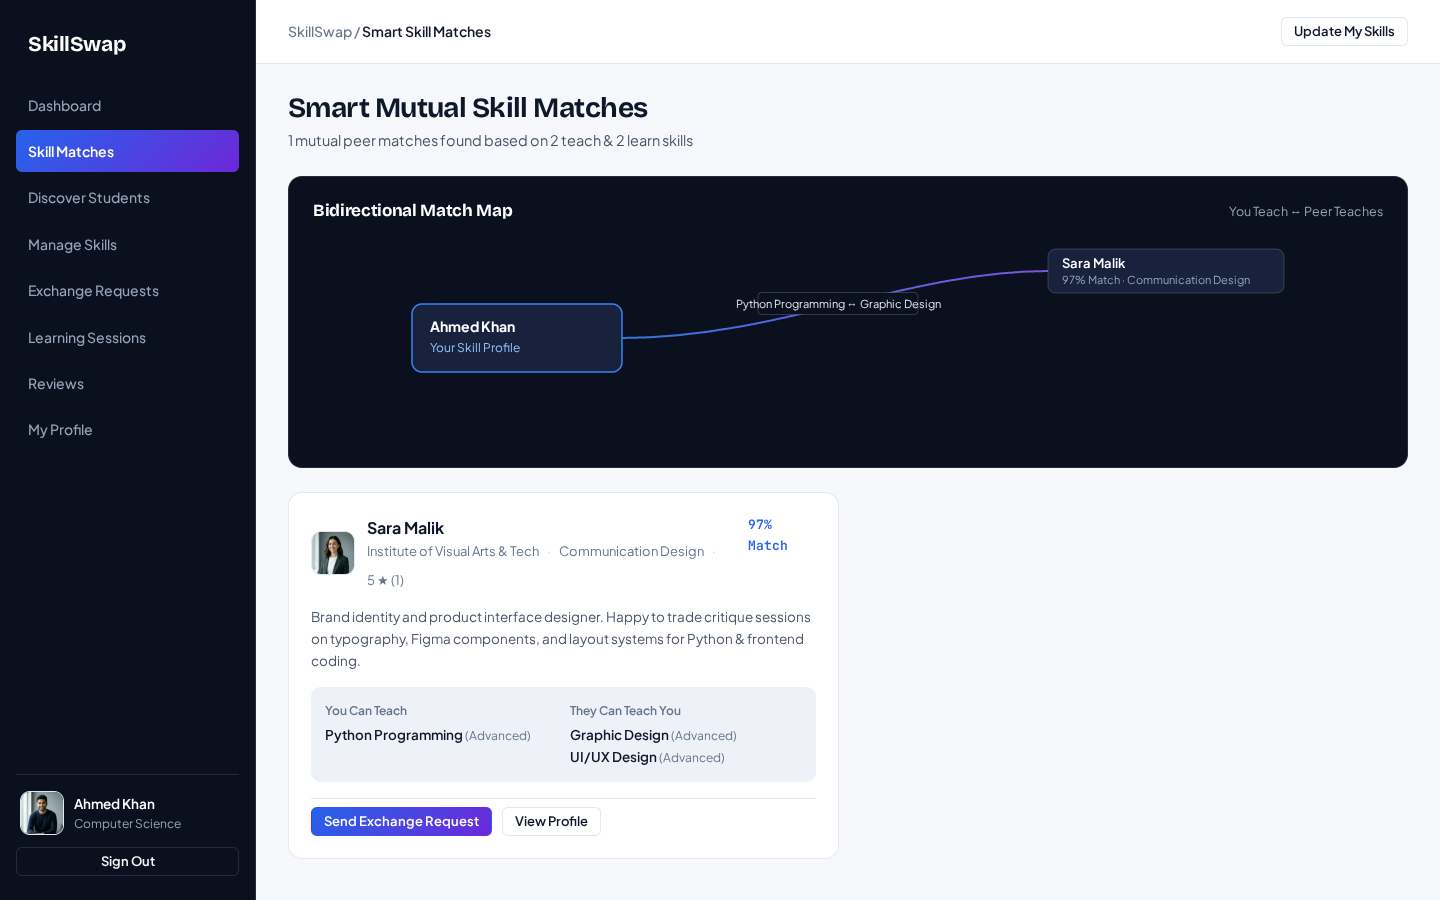 SkillSwap
Dashboard
Skill Matches
Discover Students
Manage Skills
Exchange Requests
Learning Sessions
Reviews
My Profile
Ahmed Khan
Computer Science
Sign Out
SkillSwap / Smart Skill Matches
Update My Skills
Smart Mutual Skill Matches
1 mutual peer matches found based on 2 teach & 2 learn skills
Bidirectional Match Map
You Teach ↔ Peer Teaches
Sara Malik
97% Match · Communication Design
Python Programming ↔ Graphic Design
Ahmed Khan
Your Skill Profile
Sara Malik
97% Match
Institute of Visual Arts & Tech · Communication Design ·
5 ★ (1)
Brand identity and product interface designer. Happy to trade critique sessions
on typography, Figma components, and layout systems for Python & frontend
coding.
You Can Teach
Python Programming (Advanced)
They Can Teach You
Graphic Design (Advanced)
UI/UX Design (Advanced)
Send Exchange Request
View Profile